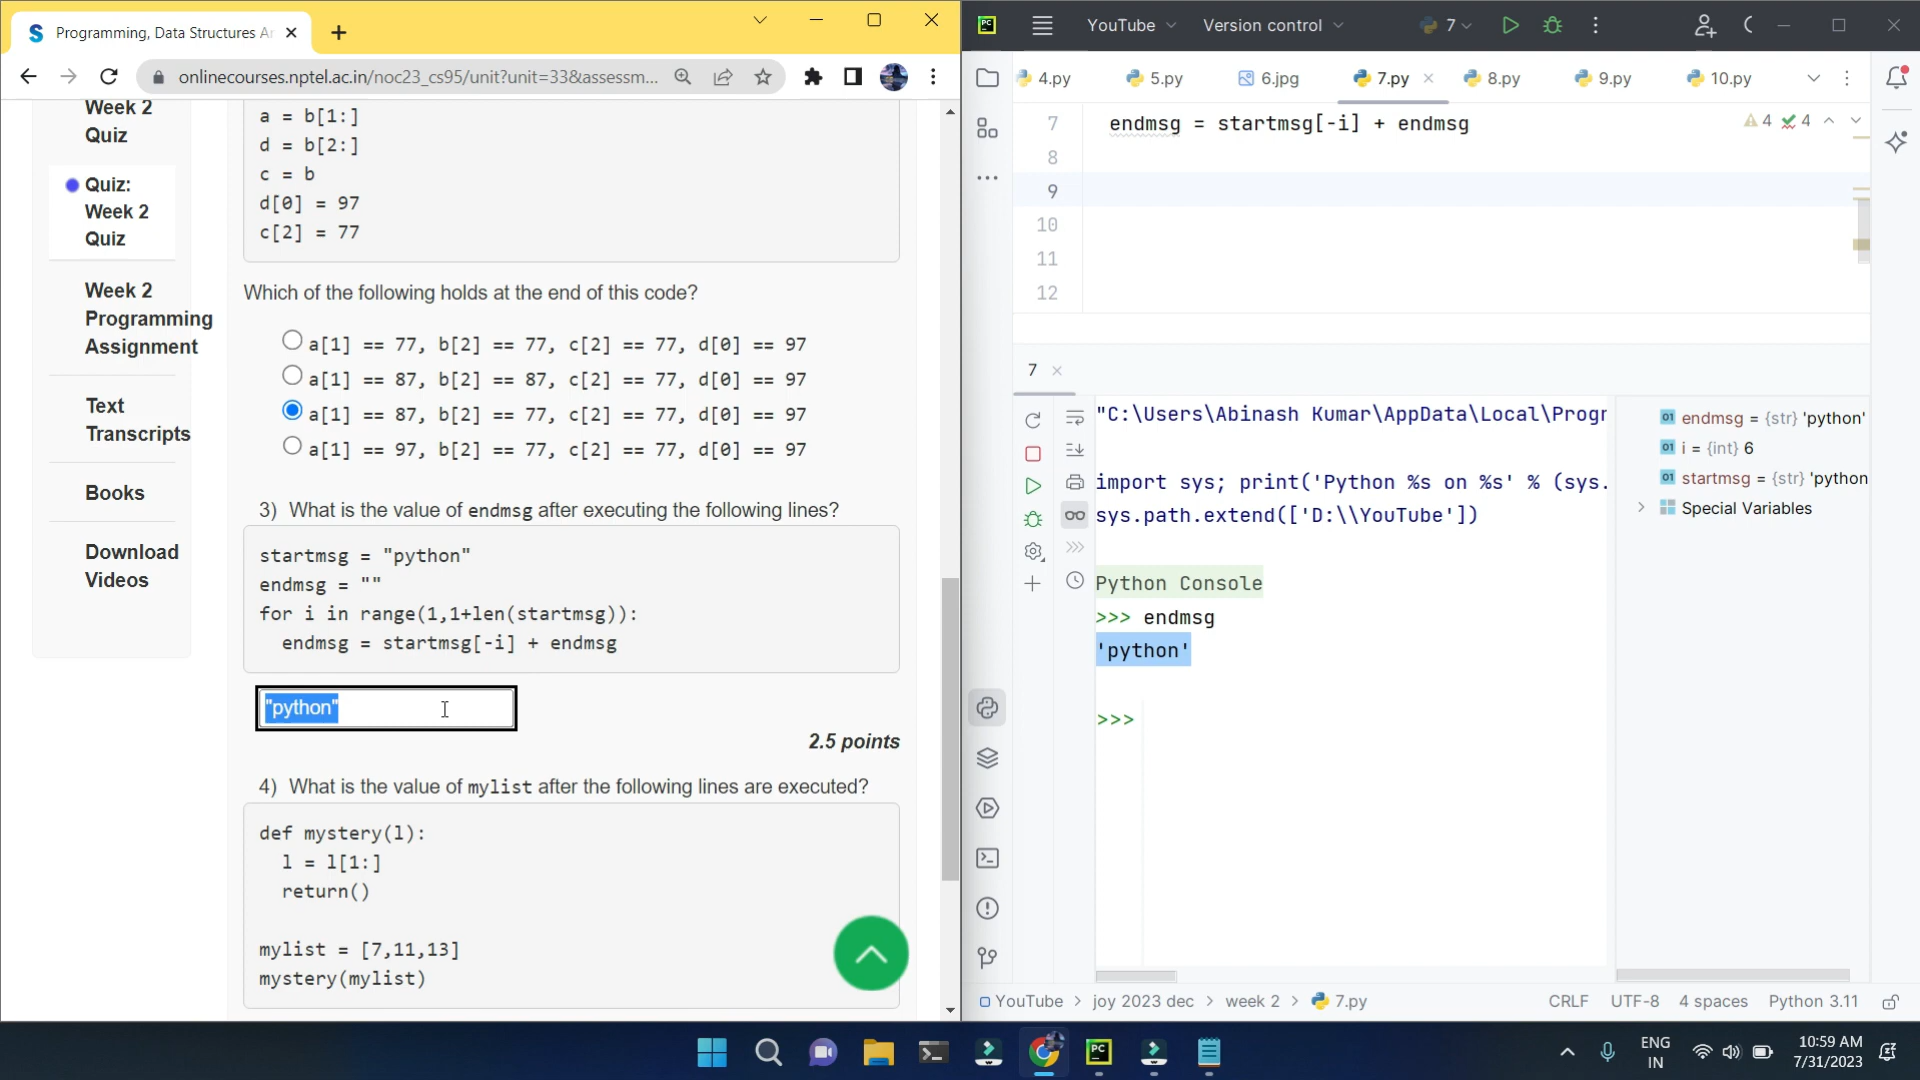 Programming, Data Structures Ar
onlinecourses.nptel.ac.in/noc23_cs95/unit?unit=33&assessm...
Week 2
Quiz
Quiz:
Week 2
Quiz
Week 2
Programming
Assignment
Text
Transcripts
Books
Download
Videos
a = b[1:]
d = b[2:]
c = b
d[0] = 97
c[2] = 77
Which of the following holds at the end of this code?
a[1] == 77, b[2] == 77, c[2] == 77, d[0] == 97
a[1] == 87, b[2] == 87, c[2] == 77, d[0] == 97
a[1] == 87, b[2] == 77, c[2] == 77, d[0] == 97
a[1] == 97, b[2] == 77, c[2] == 77, d[0] == 97
3) What is the value of endmsg after executing the following lines?
startmsg = "python"
endmsg = ""
for i in range(1,1+len(startmsg)):
endmsg = startmsg[-i] + endmsg
"python"
2.5 points
4) What is the value of mylist after the following lines are executed?
def mystery(l):
l = l[1:]
return()
mylist = [7,11,13]
mystery(mylist)
PC
YouTube
Version control
7
4.py
5.py
6.jpg
7.py
8.py
9.py
10.py
7
endmsg = startmsg[-i] + endmsg
4
4
8
9
10
11
12
7
"C:\Users\Abinash Kumar\AppData\Local\Progr
import sys; print('Python %s on %s' % (sys.
sys.path.extend(['D:\\YouTube'])
Python Console
>>> endmsg
'python'
>>>
01 endmsg = {str} 'python'
01 i = {int} 6
01 startmsg = {str} 'python
Special Variables
YouTube > joy 2023 dec > week 2 > 7.py
CRLF
UTF-8
4 spaces
Python 3.11
PC
ENG
IN
10:59 AM
7/31/2023